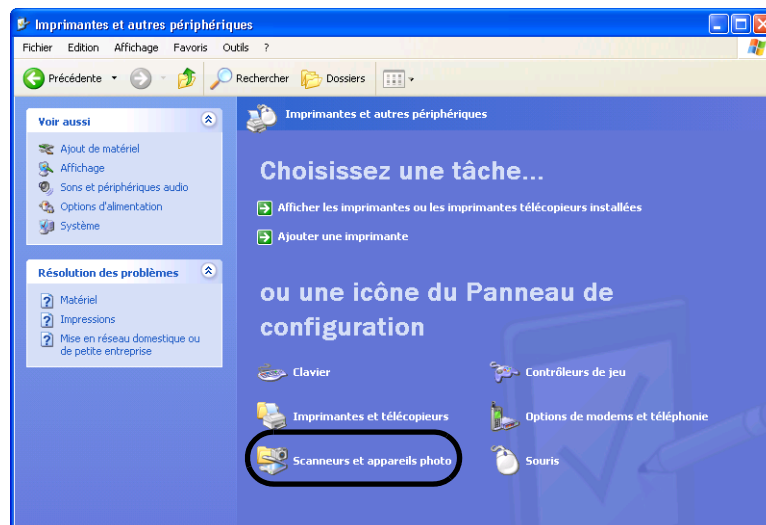 Imprimantes et autres périphériques
Fichier Edition Affichage Favoris Outils ?
Précédente Rechercher Dossiers
Voir aussi
Ajout de matériel
Affichage
Sons et périphériques audio
Options d'alimentation
Système
Résolution des problèmes
Matériel
Impressions
Mise en réseau domestique ou
de petite entreprise
Imprimantes et autres périphériques
Choisissez une tâche...
Afficher les imprimantes ou les imprimantes télécopieurs installées
Ajouter une imprimante
ou une icône du Panneau de
configuration
Clavier
Contrôleurs de jeu
Imprimantes et télécopieurs
Options de modems et téléphonie
Scanneurs et appareils photo
Souris